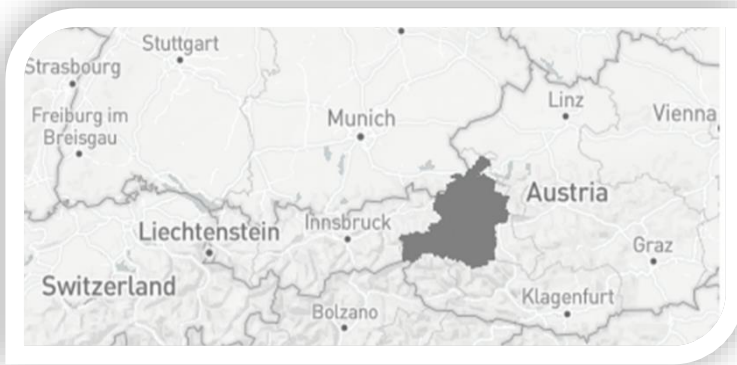 Stuttgart
Strasbourg
Linz
Munich
Vienna
Freiburg im
Breisgau
Austria
Innsbruck
Liechtenstein
Graz
Switzerland
Klagenfurt
Bolzano